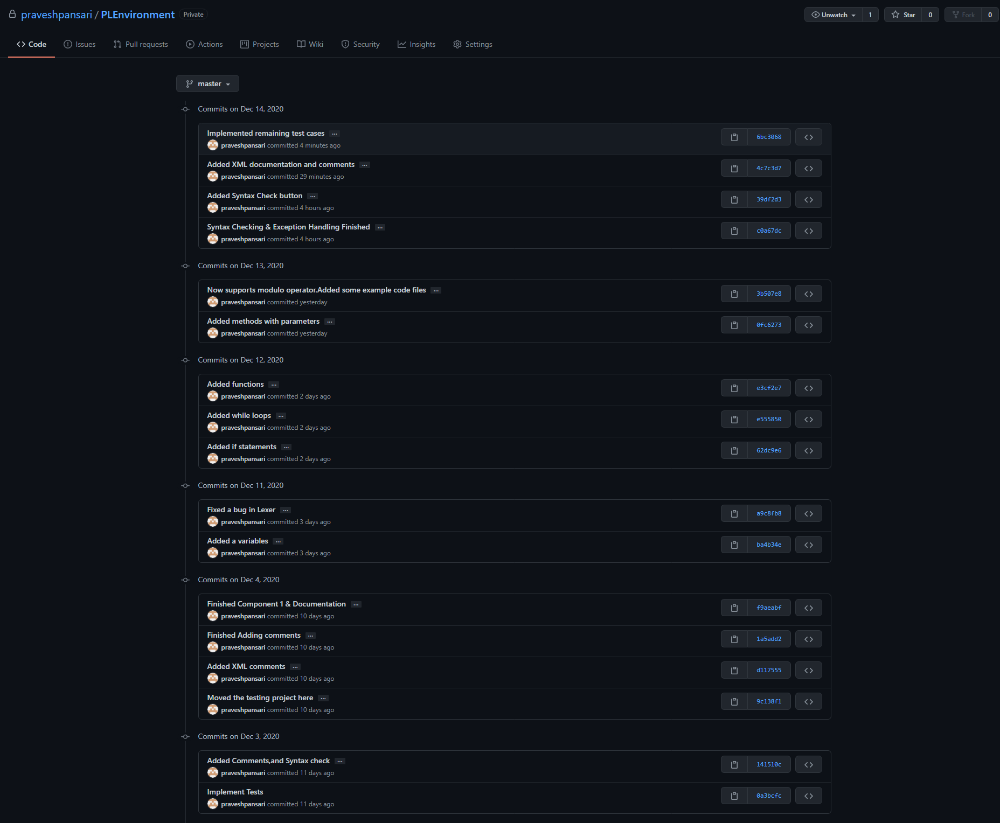 praveshpansari / PLEnvironment Private Unwatch 1 Star 0 Fork 0
Code Issues Pull requests Actions Projects Wiki Security Insights Settings
master
Commits on Dec 14, 2020
Implemented remaining test cases ...
praveshpansari committed 4 minutes ago
6bc3068
Added XML documentation and comments ...
praveshpansari committed 29 minutes ago
4c7c3d7
Added Syntax Check button ...
praveshpansari committed 4 hours ago
39df2d3
Syntax Checking & Exception Handling Finished ...
praveshpansari committed 4 hours ago
c0a67dc
Commits on Dec 13, 2020
Now supports modulo operator.Added some example code files ...
praveshpansari committed yesterday
3b507e8
Added methods with parameters ...
praveshpansari committed yesterday
0fc6273
Commits on Dec 12, 2020
Added functions ...
praveshpansari committed 2 days ago
e3cf2e7
Added while loops ...
praveshpansari committed 2 days ago
e555850
Added if statements ...
praveshpansari committed 2 days ago
62dc9e6
Commits on Dec 11, 2020
Fixed a bug in Lexer ...
praveshpansari committed 3 days ago
a9c8fb8
Added a variables ...
praveshpansari committed 3 days ago
ba4b34e
Commits on Dec 4, 2020
Finished Component 1 & Documentation ...
praveshpansari committed 10 days ago
f9aeabf
Finished Adding comments ...
praveshpansari committed 10 days ago
1a5add2
Added XML comments ...
praveshpansari committed 10 days ago
d117555
Moved the testing project here ...
praveshpansari committed 10 days ago
9c138f1
Commits on Dec 3, 2020
Added Comments,and Syntax check ...
praveshpansari committed 11 days ago
141510c
Implement Tests
praveshpansari committed 11 days ago
0a3bcfc